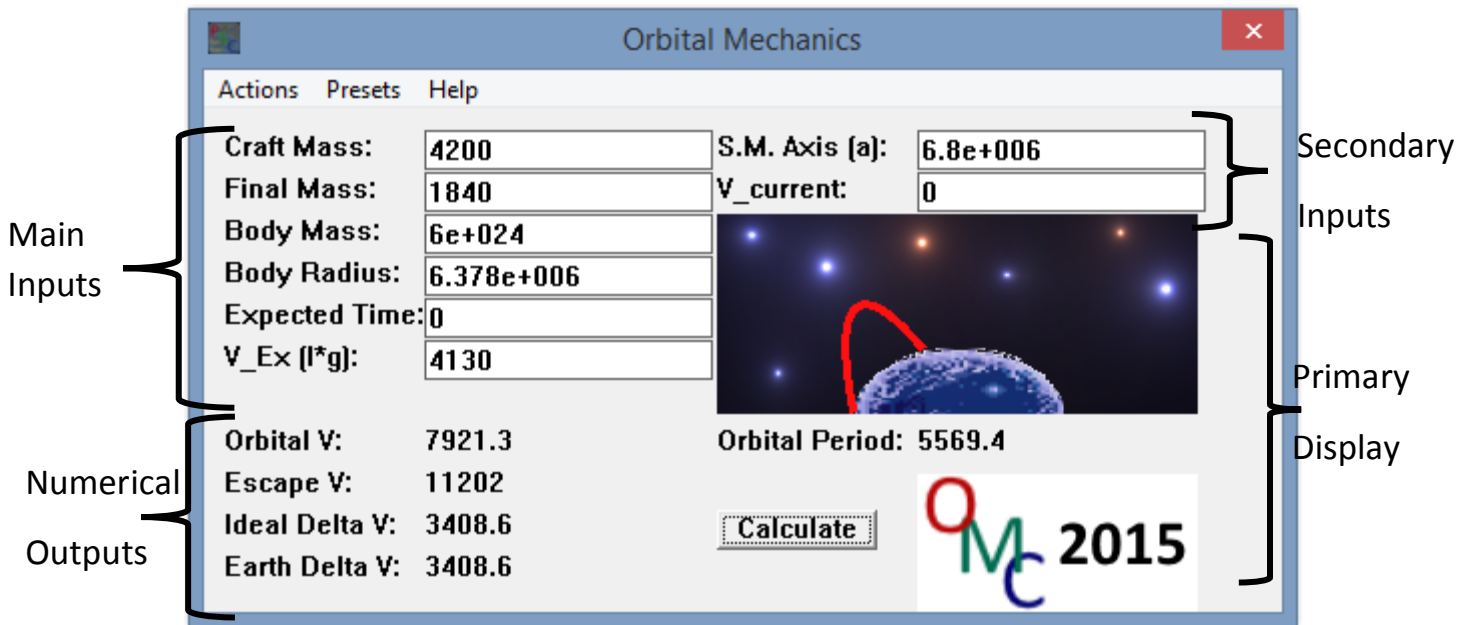 Orbital Mechanics
Actions Presets Help
Craft Mass: 4200
Final Mass: 1840
Body Mass: 6e+024
Body Radius: 6.378e+006
Expected Time: 0
V_Ex (I*g): 4130
S.M. Axis (a): 6.8e+006
V_current: 0
Main
Inputs
Secondary
Inputs
Primary
Display
Numerical
Outputs
Orbital V: 7921.3
Escape V: 11202
Ideal Delta V: 3408.6
Earth Delta V: 3408.6
Orbital Period: 5569.4
Calculate
OMC 2015